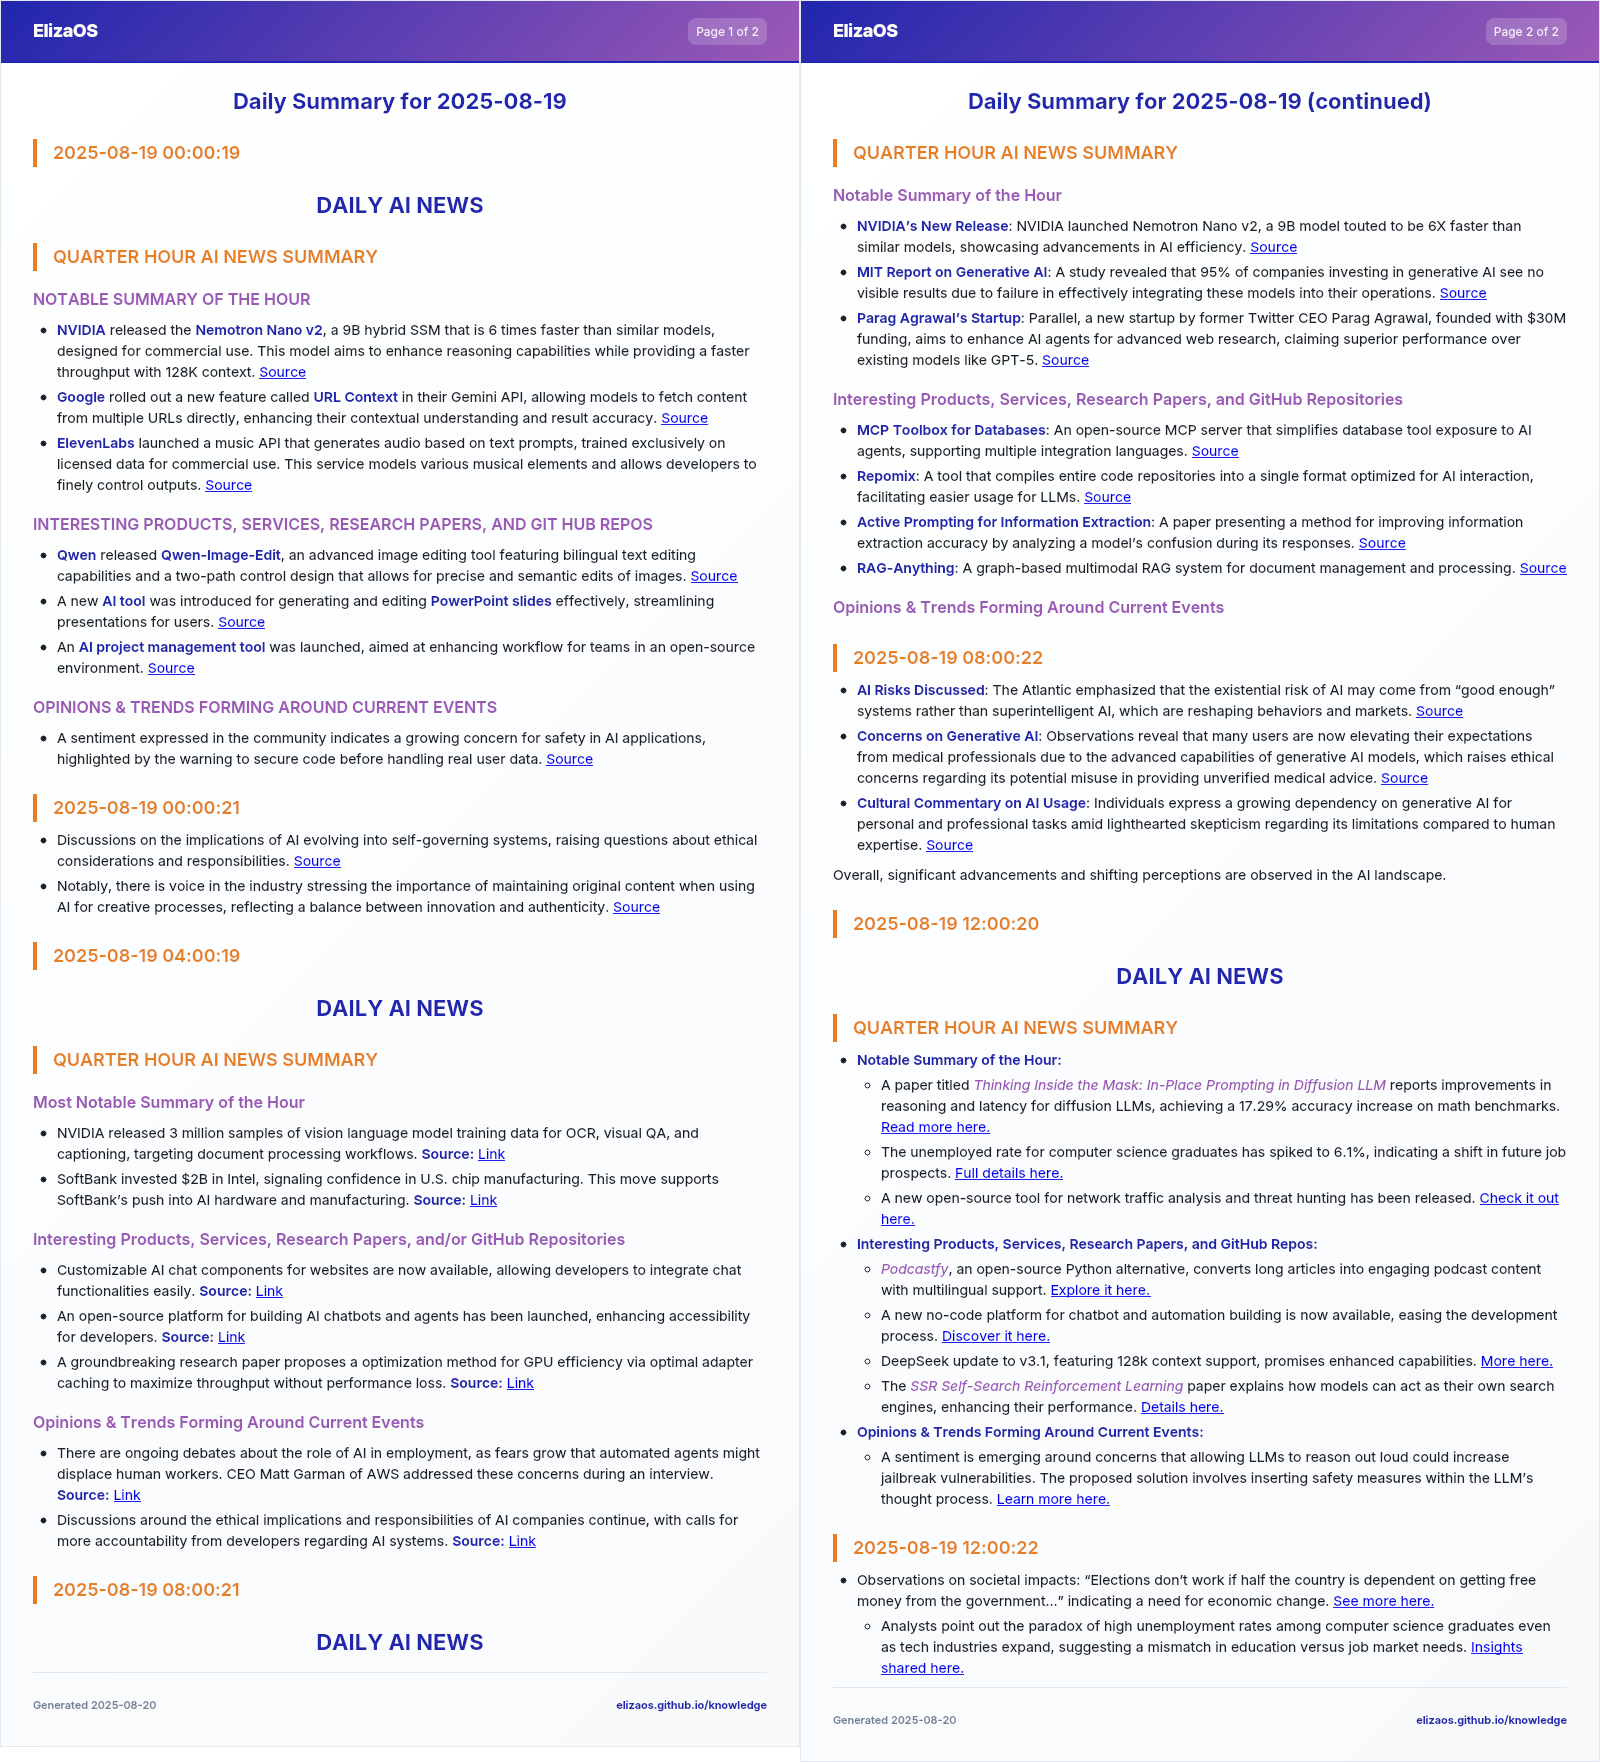 ElizaOS
Page 1 of 2
Daily Summary for 2025-08-19
2025-08-19 00:00:19
DAILY AI NEWS
QUARTER HOUR AI NEWS SUMMARY
NOTABLE SUMMARY OF THE HOUR
• NVIDIA released the Nemotron Nano v2, a 9B hybrid SSM that is 6 times faster than similar models,
designed for commercial use. This model aims to enhance reasoning capabilities while providing a faster
throughput with 128K context. Source
• Google rolled out a new feature called URL Context in their Gemini API, allowing models to fetch content
from multiple URLs directly, enhancing their contextual understanding and result accuracy. Source
• ElevenLabs launched a music API that generates audio based on text prompts, trained exclusively on
licensed data for commercial use. This service models various musical elements and allows developers to
finely control outputs. Source
INTERESTING PRODUCTS, SERVICES, RESEARCH PAPERS, AND GIT HUB REPOS
• Qwen released Qwen-Image-Edit, an advanced image editing tool featuring bilingual text editing
capabilities and a two-path control design that allows for precise and semantic edits of images. Source
• A new AI tool was introduced for generating and editing PowerPoint slides effectively, streamlining
presentations for users. Source
• An AI project management tool was launched, aimed at enhancing workflow for teams in an open-source
environment. Source
OPINIONS & TRENDS FORMING AROUND CURRENT EVENTS
• A sentiment expressed in the community indicates a growing concern for safety in AI applications,
highlighted by the warning to secure code before handling real user data. Source
2025-08-19 00:00:21
• Discussions on the implications of AI evolving into self-governing systems, raising questions about ethical
considerations and responsibilities. Source
• Notably, there is voice in the industry stressing the importance of maintaining original content when using
AI for creative processes, reflecting a balance between innovation and authenticity. Source
2025-08-19 04:00:19
DAILY AI NEWS
QUARTER HOUR AI NEWS SUMMARY
Most Notable Summary of the Hour
• NVIDIA released 3 million samples of vision language model training data for OCR, visual QA, and
captioning, targeting document processing workflows. Source: Link
• SoftBank invested $2B in Intel, signaling confidence in U.S. chip manufacturing. This move supports
SoftBank's push into AI hardware and manufacturing. Source: Link
Interesting Products, Services, Research Papers, and/or GitHub Repositories
• Customizable AI chat components for websites are now available, allowing developers to integrate chat
functionalities easily. Source: Link
• An open-source platform for building AI chatbots and agents has been launched, enhancing accessibility
for developers. Source: Link
• A groundbreaking research paper proposes a optimization method for GPU efficiency via optimal adapter
caching to maximize throughput without performance loss. Source: Link
Opinions & Trends Forming Around Current Events
• There are ongoing debates about the role of AI in employment, as fears grow that automated agents might
displace human workers. CEO Matt Garman of AWS addressed these concerns during an interview.
Source: Link
• Discussions around the ethical implications and responsibilities of AI companies continue, with calls for
more accountability from developers regarding AI systems. Source: Link
2025-08-19 08:00:21
DAILY AI NEWS
Generated 2025-08-20
elizaos.github.io/knowledge
ElizaOS
Page 2 of 2
Daily Summary for 2025-08-19 (continued)
QUARTER HOUR AI NEWS SUMMARY
Notable Summary of the Hour
• NVIDIA's New Release: NVIDIA launched Nemotron Nano v2, a 9B model touted to be 6X faster than
similar models, showcasing advancements in AI efficiency. Source
• MIT Report on Generative AI: A study revealed that 95% of companies investing in generative AI see no
visible results due to failure in effectively integrating these models into their operations. Source
• Parag Agrawal's Startup: Parallel, a new startup by former Twitter CEO Parag Agrawal, founded with $30M
funding, aims to enhance AI agents for advanced web research, claiming superior performance over
existing models like GPT-5. Source
Interesting Products, Services, Research Papers, and GitHub Repositories
• MCP Toolbox for Databases: An open-source MCP server that simplifies database tool exposure to AI
agents, supporting multiple integration languages. Source
• Repomix: A tool that compiles entire code repositories into a single format optimized for AI interaction,
facilitating easier usage for LLMs. Source
• Active Prompting for Information Extraction: A paper presenting a method for improving information
extraction accuracy by analyzing a model's confusion during its responses. Source
• RAG-Anything: A graph-based multimodal RAG system for document management and processing. Source
Opinions & Trends Forming Around Current Events
2025-08-19 08:00:22
• AI Risks Discussed: The Atlantic emphasized that the existential risk of AI may come from “good enough”
systems rather than superintelligent AI, which are reshaping behaviors and markets. Source
• Concerns on Generative AI: Observations reveal that many users are now elevating their expectations
from medical professionals due to the advanced capabilities of generative AI models, which raises ethical
concerns regarding its potential misuse in providing unverified medical advice. Source
• Cultural Commentary on AI Usage: Individuals express a growing dependency on generative AI for
personal and professional tasks amid lighthearted skepticism regarding its limitations compared to human
expertise. Source
Overall, significant advancements and shifting perceptions are observed in the AI landscape.
2025-08-19 12:00:20
DAILY AI NEWS
QUARTER HOUR AI NEWS SUMMARY
• Notable Summary of the Hour:
◦ A paper titled Thinking Inside the Mask: In-Place Prompting in Diffusion LLM reports improvements in
reasoning and latency for diffusion LLMs, achieving a 17.29% accuracy increase on math benchmarks.
Read more here.
◦ The unemployed rate for computer science graduates has spiked to 6.1%, indicating a shift in future job
prospects. Full details here.
◦ A new open-source tool for network traffic analysis and threat hunting has been released. Check it out
here.
• Interesting Products, Services, Research Papers, and GitHub Repos:
◦ Podcastfy, an open-source Python alternative, converts long articles into engaging podcast content
with multilingual support. Explore it here.
◦ A new no-code platform for chatbot and automation building is now available, easing the development
process. Discover it here.
◦ DeepSeek update to v3.1, featuring 128k context support, promises enhanced capabilities. More here.
◦ The SSR Self-Search Reinforcement Learning paper explains how models can act as their own search
engines, enhancing their performance. Details here.
• Opinions & Trends Forming Around Current Events:
◦ A sentiment is emerging around concerns that allowing LLMs to reason out loud could increase
jailbreak vulnerabilities. The proposed solution involves inserting safety measures within the LLM's
thought process. Learn more here.
2025-08-19 12:00:22
• Observations on societal impacts: “Elections don't work if half the country is dependent on getting free
money from the government...” indicating a need for economic change. See more here.
◦ Analysts point out the paradox of high unemployment rates among computer science graduates even
as tech industries expand, suggesting a mismatch in education versus job market needs. Insights
shared here.
Generated 2025-08-20
elizaos.github.io/knowledge